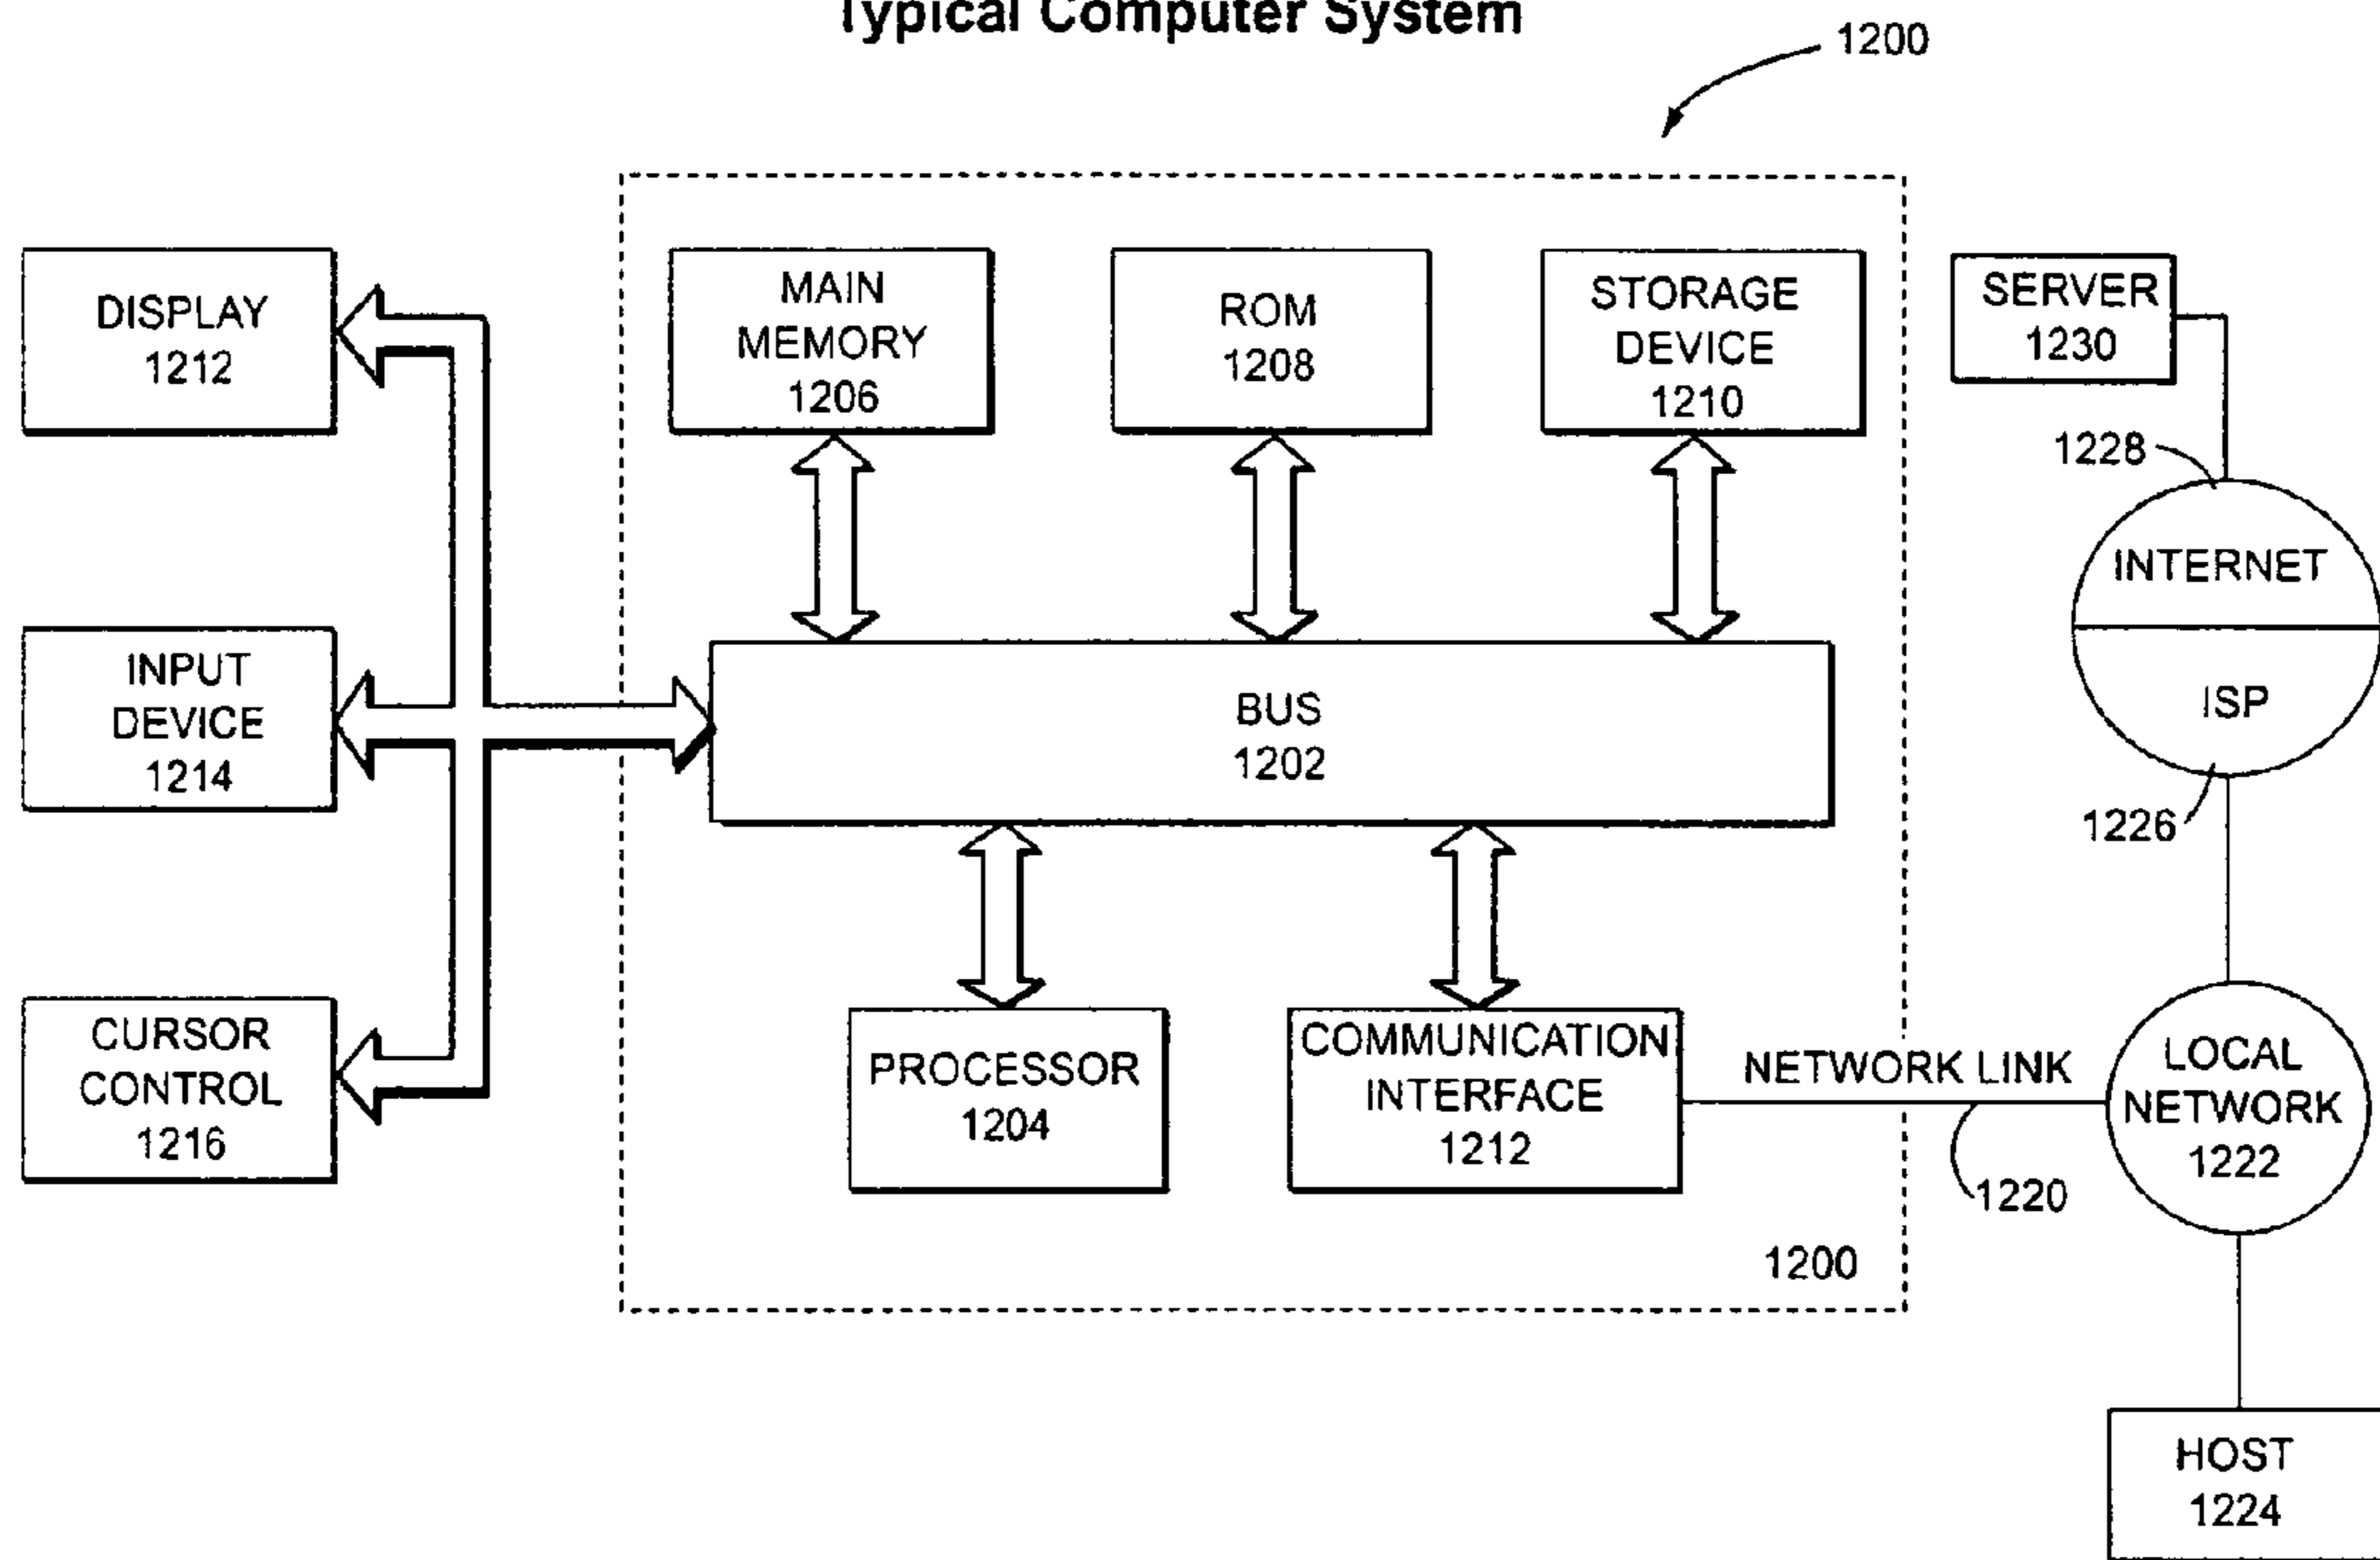 Typical Computer System
1200
DISPLAY
1212
INPUT
DEVICE
1214
CURSOR
CONTROL
1216
MAIN
MEMORY
1206
ROM
1208
STORAGE
DEVICE
1210
BUS
1202
PROCESSOR
1204
COMMUNICATION
INTERFACE
1212
1200
SERVER
1230
1228
INTERNET
ISP
1226
NETWORK LINK
1220
LOCAL
NETWORK
1222
HOST
1224